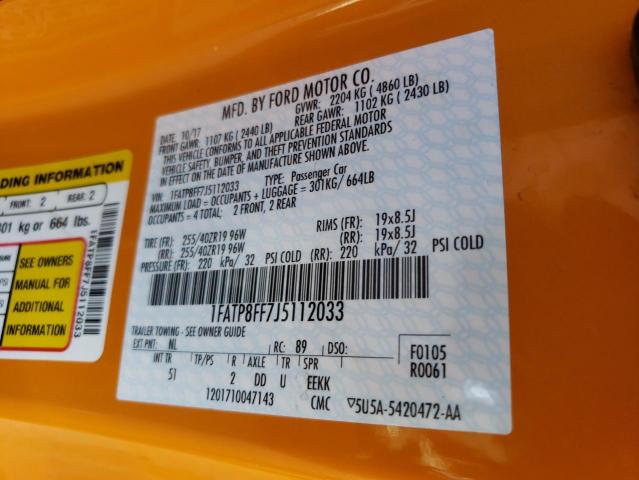 MFD. BY FORD MOTOR CO.
DATE: 10/17 GVWR: 2204 KG ( 4860 LB)
FRONT GAWR: 1107 KG ( 2440 LB) REAR GAWR: 1102 KG ( 2430 LB)
THIS VEHICLE CONFORMS TO ALL APPLICABLE FEDERAL MOTOR
VEHICLE SAFETY, BUMPER, AND THEFT PREVENTION STANDARDS
IN EFFECT ON THE DATE OF MANUFACTURE SHOWN ABOVE.
VIN: 1FATP8FF7J5112033 TYPE: Passenger Car
MAXIMUM LOAD = OCCUPANTS + LUGGAGE = 301KG/ 664LB
OCCUPANTS = 4 TOTAL; 2 FRONT, 2 REAR
TIRE (FR): 255/40ZR19 96W RIMS (FR): 19x8.5J
(RR): 255/40ZR19 96W (RR): 19x8.5J
PRESSURE (FR): 220 kPa/ 32 PSI COLD (RR): 220 kPa/ 32 PSI COLD
1FATP8FF7J5112033
TRAILER TOWING - SEE OWNER GUIDE
EXT PNT: NL RC: 89 DSO: F0105
R0061
INT TR TP/PS R AXLE TR SPR
51 2 DD U EEKK
1201710047143 CMC 5U5A-5420472-AA
DING INFORMATION
FRONT: 2 REAR: 2
301 kg or 664 lbs.
SEE OWNERS
MANUAL FOR
ADDITIONAL
INFORMATION
1FATP8FF7J5112033